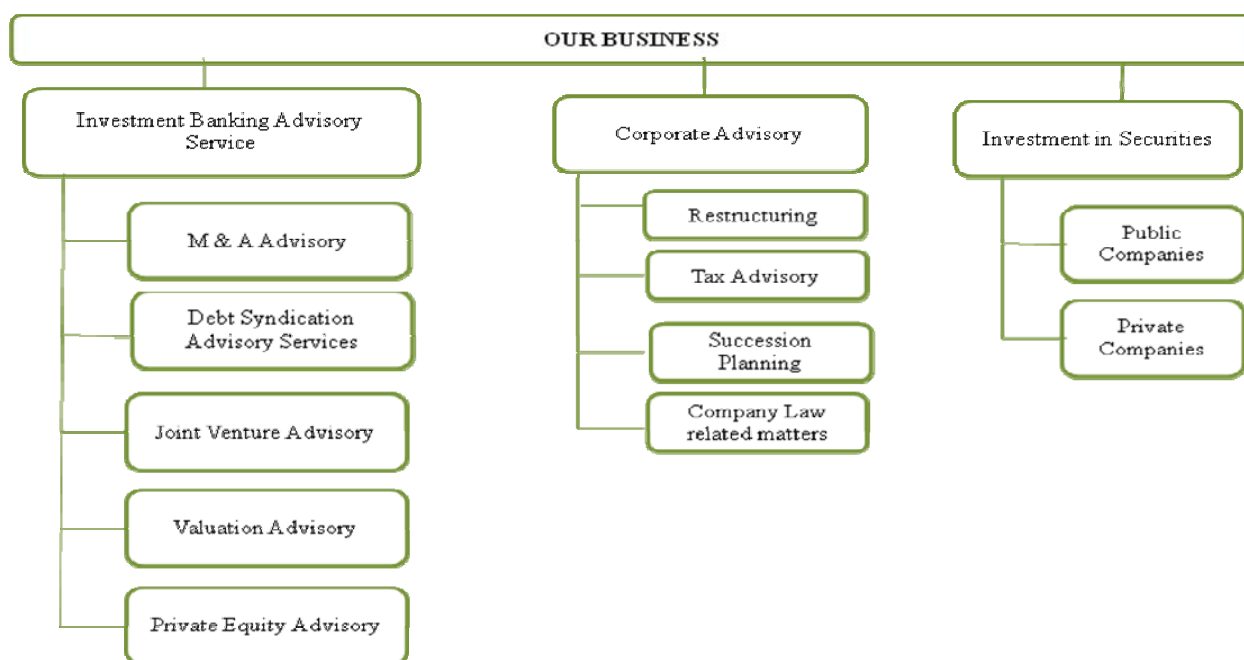 OUR BUSINESS
Investment Banking Advisory
Service
M & A Advisory
Debt Syndication
Advisory Services
Joint Venture Advisory
Valuation Advisory
Private Equity Advisory
Corporate Advisory
Restructuring
Tax Advisory
Succession
Planning
Company Law
related matters
Investment in Securities
Public
Companies
Private
Companies